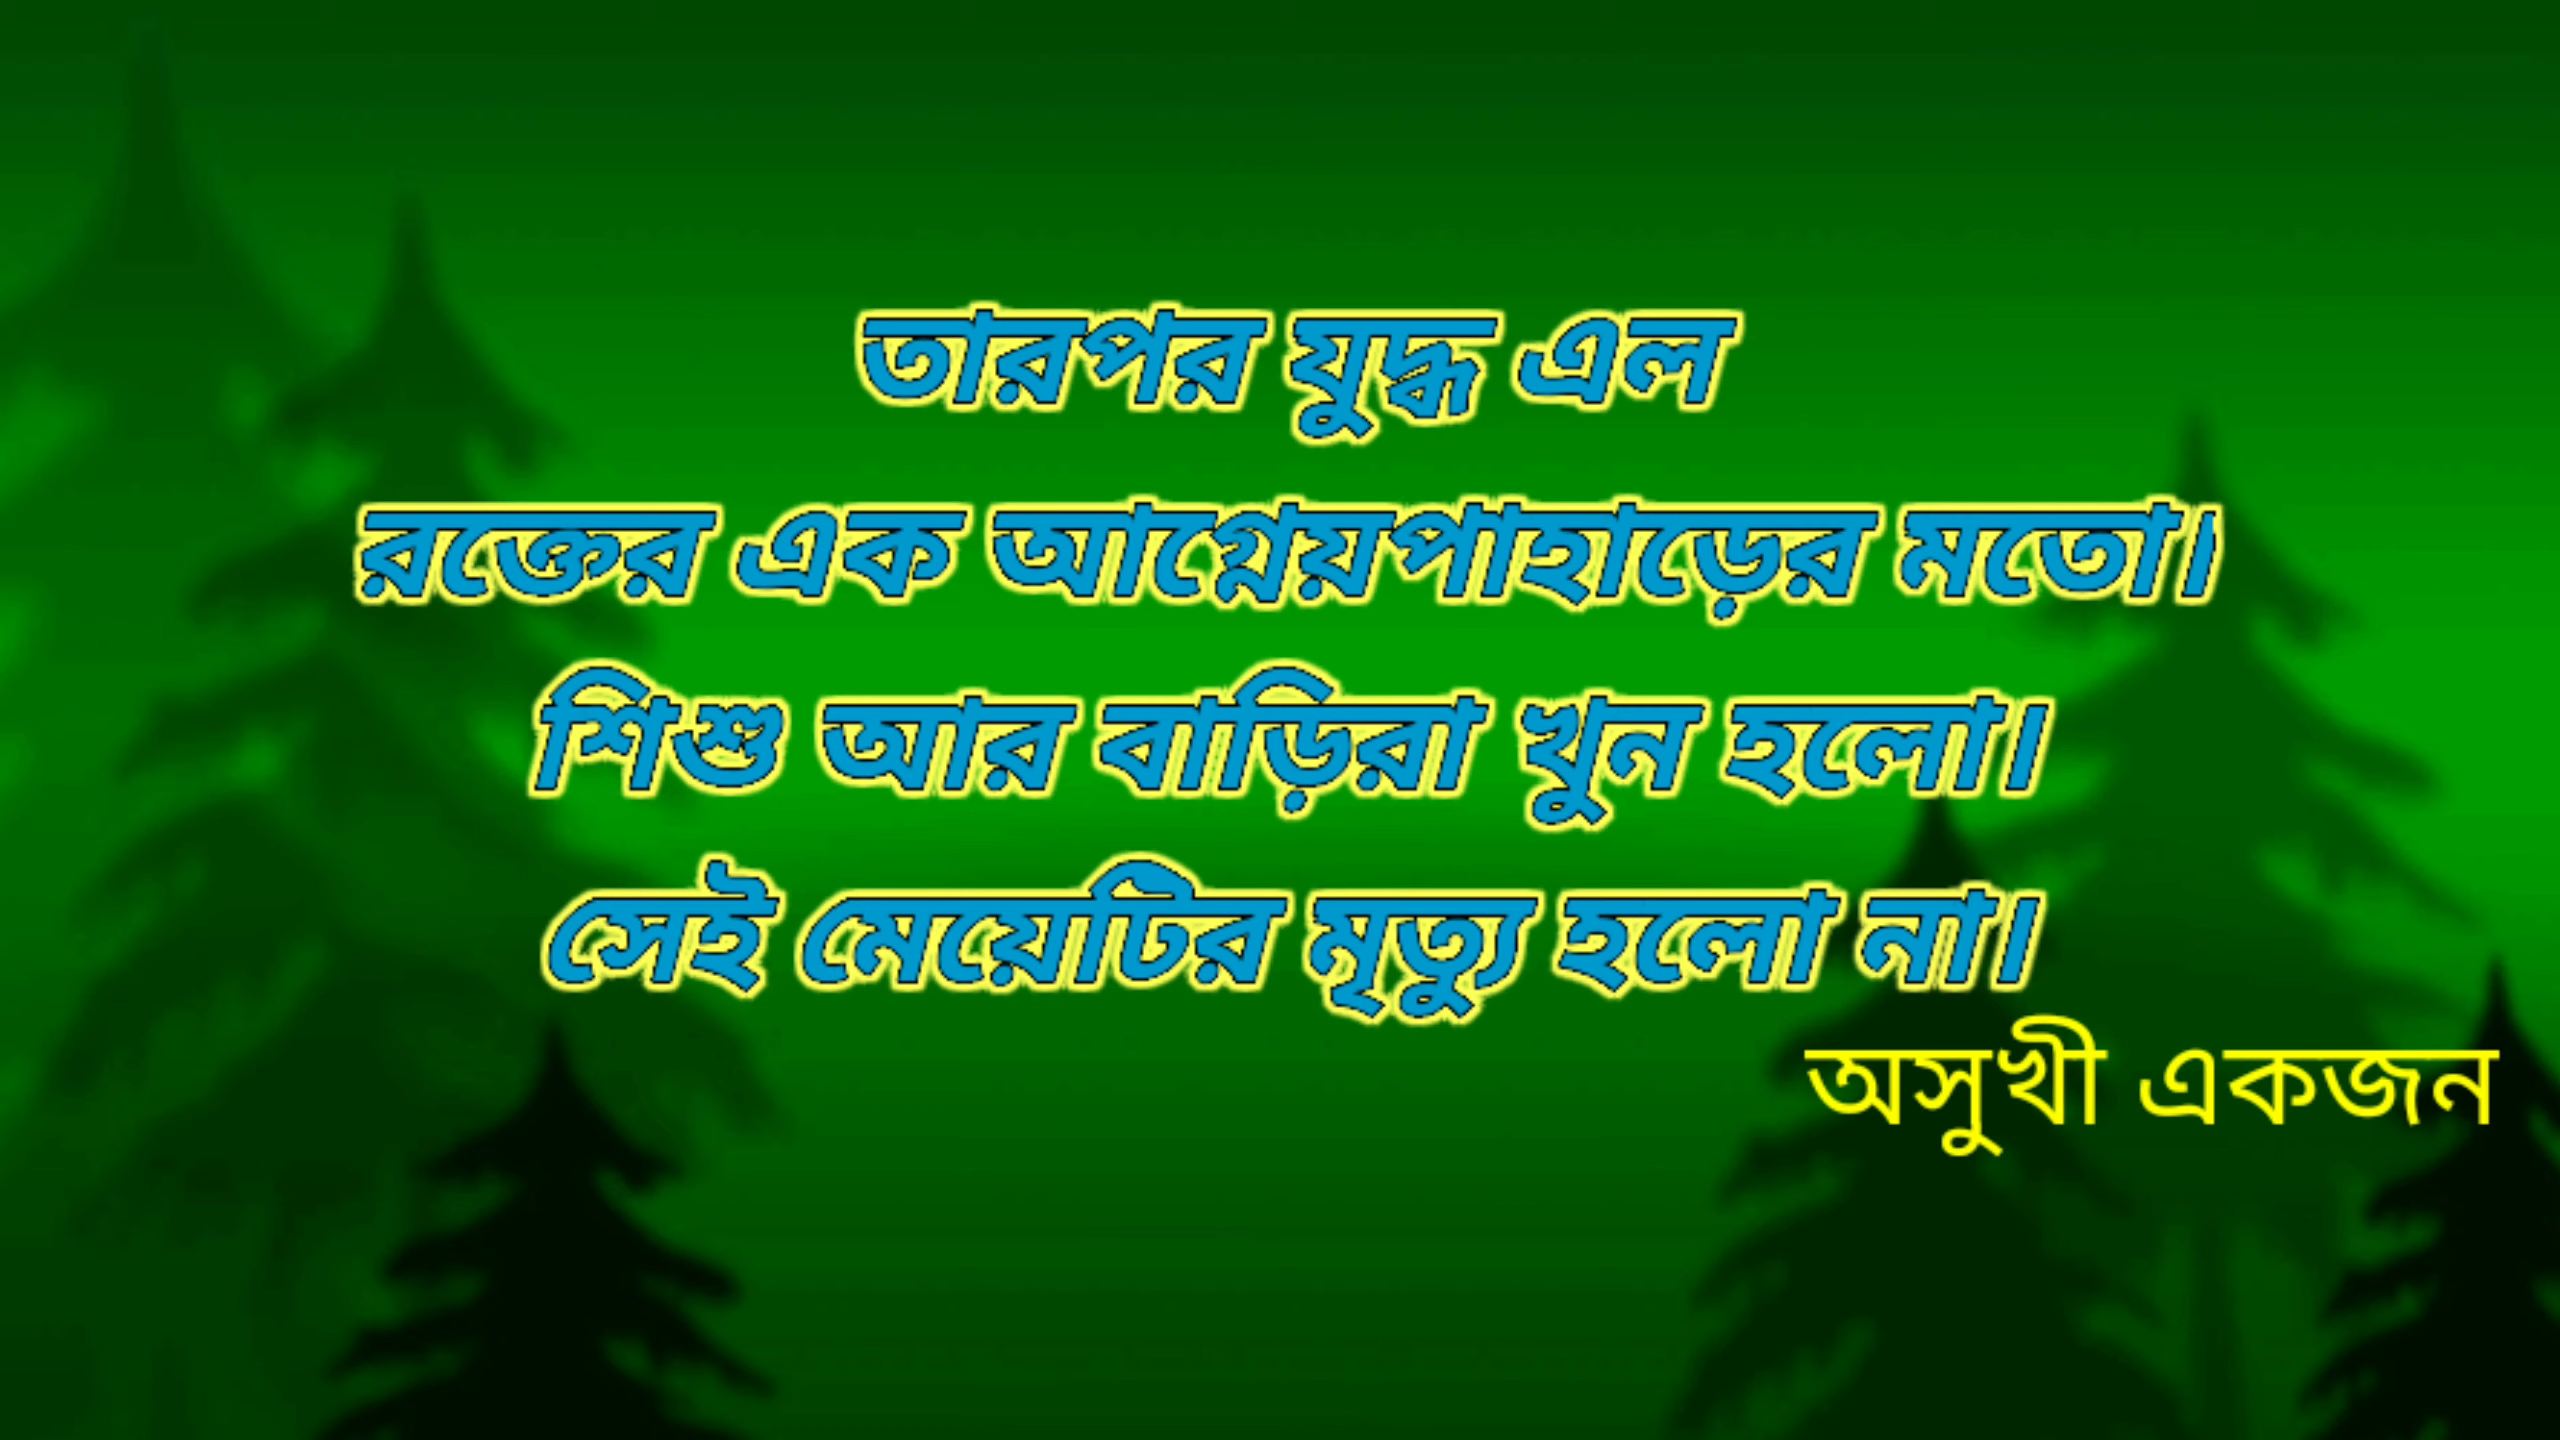 তারপর যুদ্ধ এল
রক্তের এক আগ্নেয়পাহাড়ের মতো।
শিশু আর বাড়িরা খুন হলো।
সেই মেয়েটির মৃত্যু হলো না।
অসুখী একজন